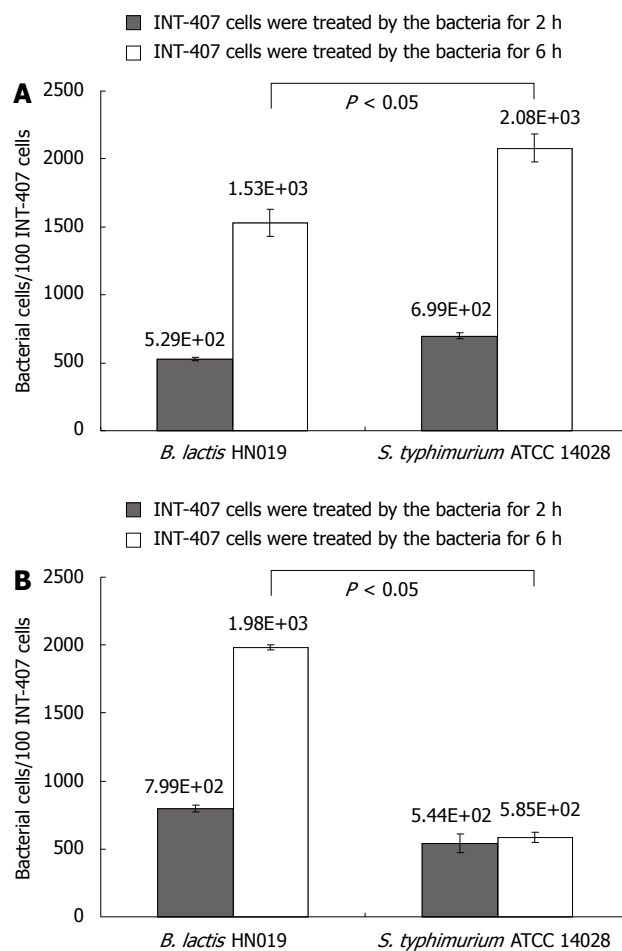 INT-407 cells were treated by the bacteria for 2 h
INT-407 cells were treated by the bacteria for 6 h
A
2500
2000
1500
1000
500
0
Bacterial cells/100 INT-407 cells
P < 0.05
5.29E+02
1.53E+03
6.99E+02
2.08E+03
B. lactis HN019
S. typhimurium ATCC 14028
INT-407 cells were treated by the bacteria for 2 h
INT-407 cells were treated by the bacteria for 6 h
B
2500
2000
1500
1000
500
0
Bacterial cells/100 INT-407 cells
P < 0.05
7.99E+02
1.98E+03
5.44E+02
5.85E+02
B. lactis HN019
S. typhimurium ATCC 14028